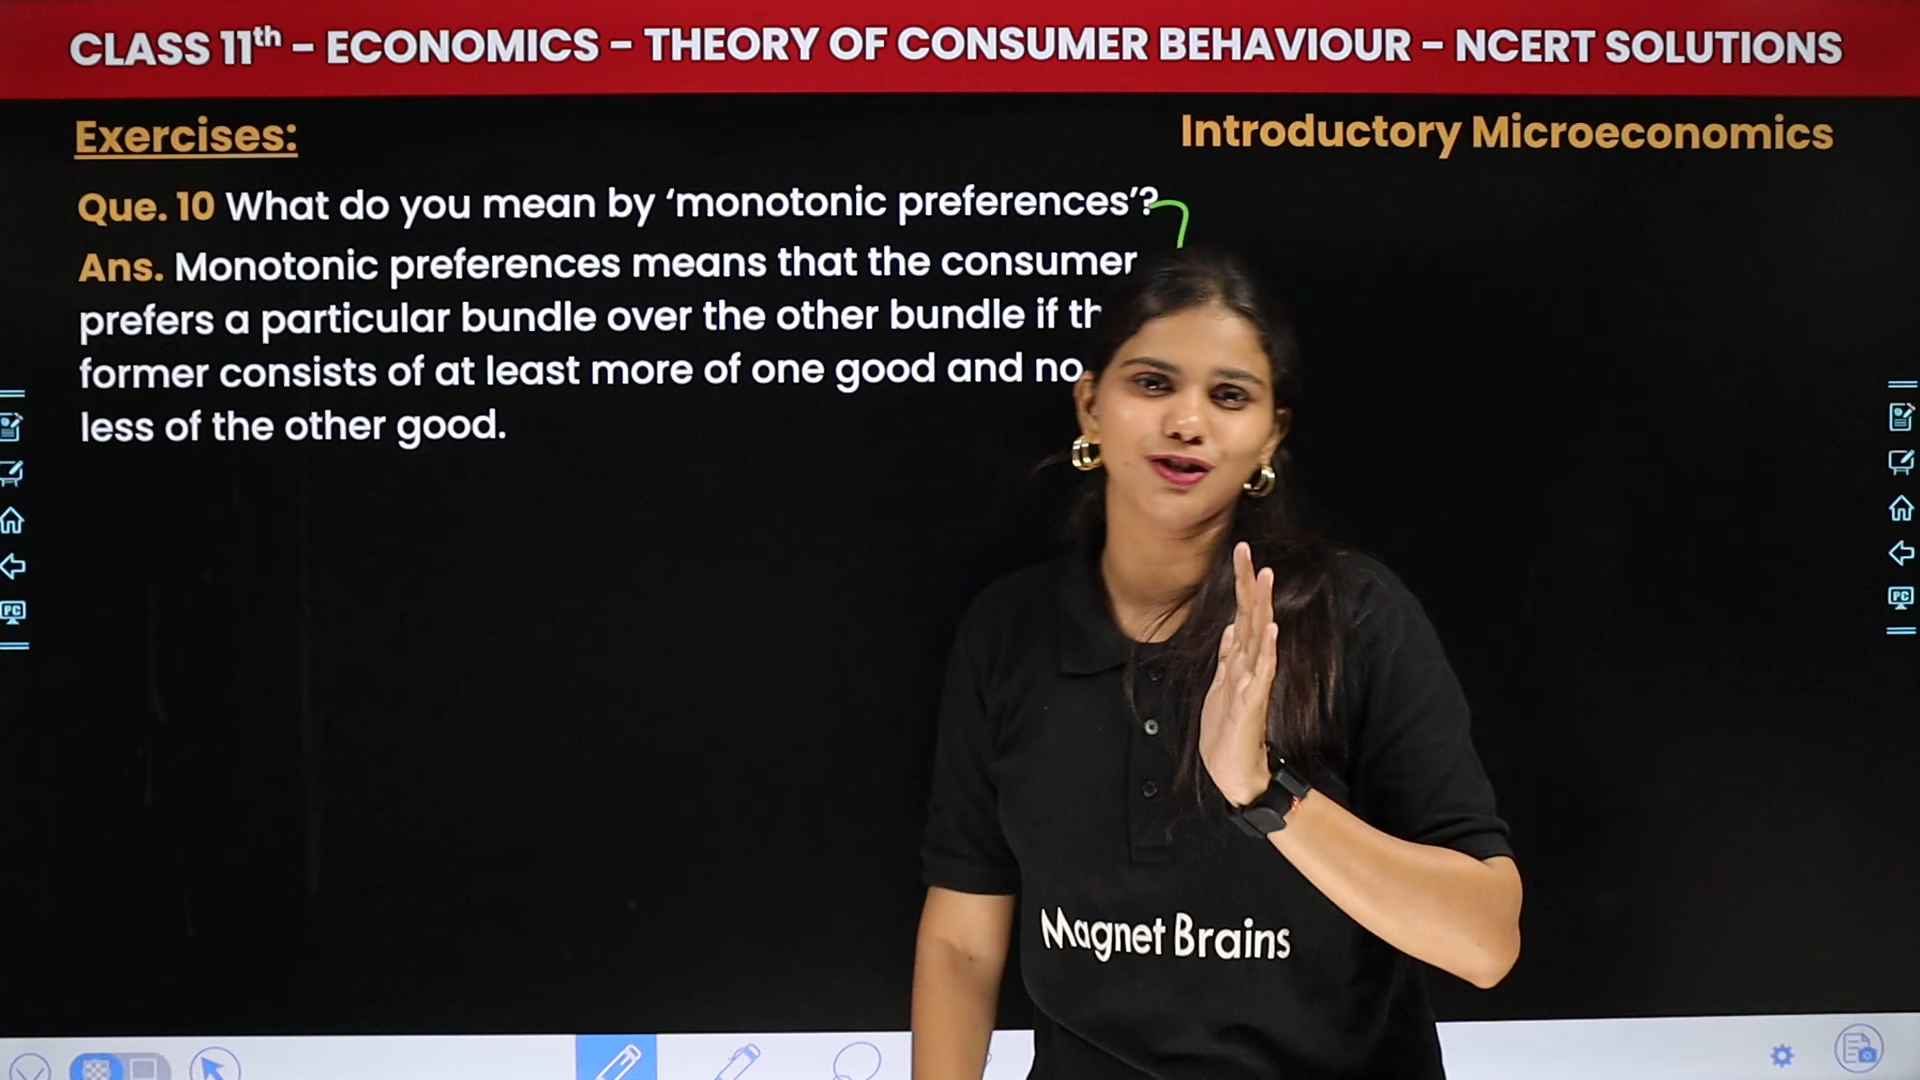 CLASS 11th – ECONOMICS – THEORY OF CONSUMER BEHAVIOUR – NCERT SOLUTIONS
Exercises:
Introductory Microeconomics
Que. 10 What do you mean by ‘monotonic preferences’?
Ans. Monotonic preferences means that the consumer
prefers a particular bundle over the other bundle if
former consists of at least more of one good and no
less of the other good.
PC
PC
Magnet Brains